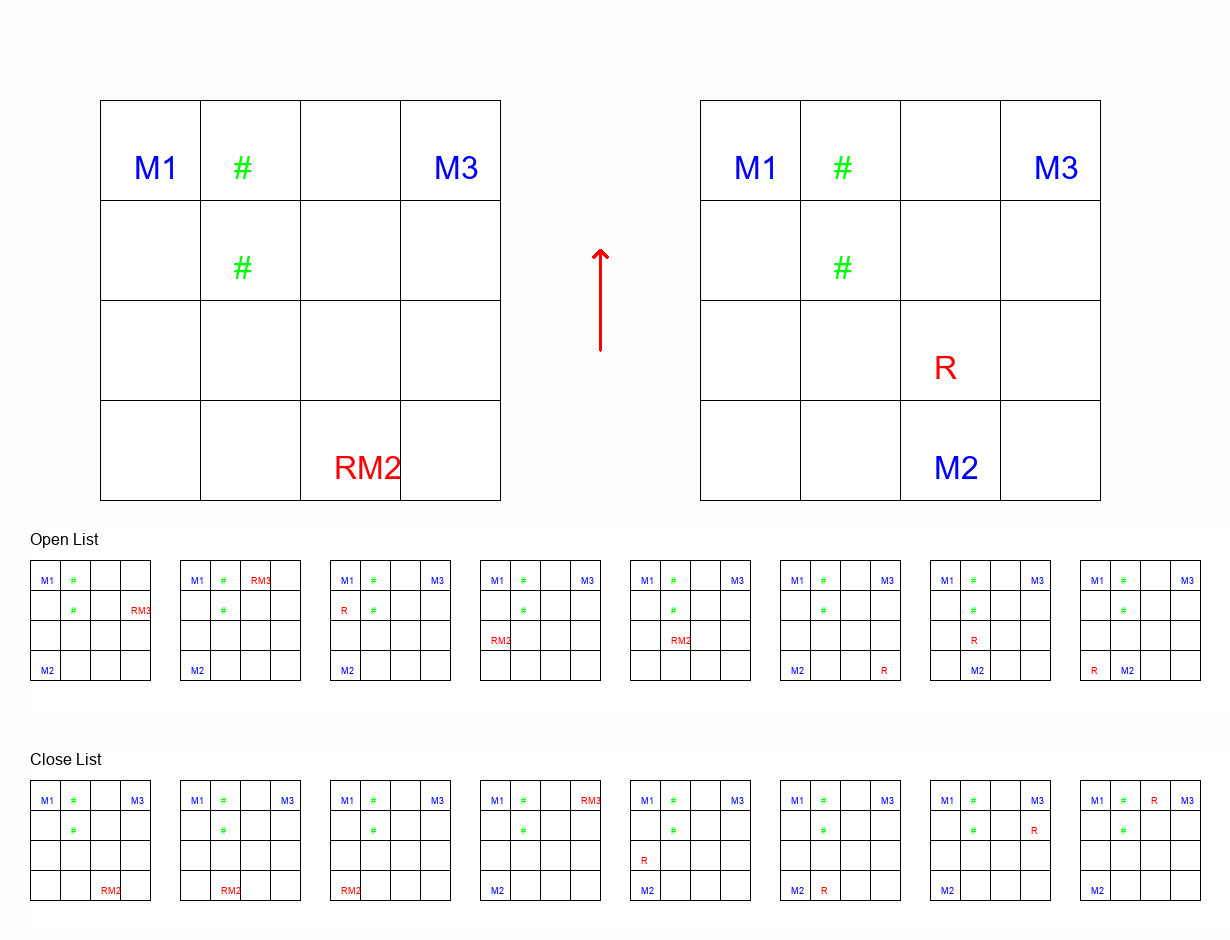 M1 # M3 M1 # M3
# #
R
RM2 M2
Open List
M1 # M1 # RM3 M1 # M3 M1 # M3 M1 # M3 M1 # M3 M1 # M3 M1 # M3
# RM3 # R # # # # # #
RM2 RM2 R
M2 M2 M2 M2 R M2 R M2
Close List
M1 # M3 M1 # M3 M1 # M3 M1 # RM3 M1 # M3 M1 # M3 M1 # M3 M1 # R M3
# # # # # # # R #
R
RM2 RM2 RM2 M2 M2 M2 R M2 M2